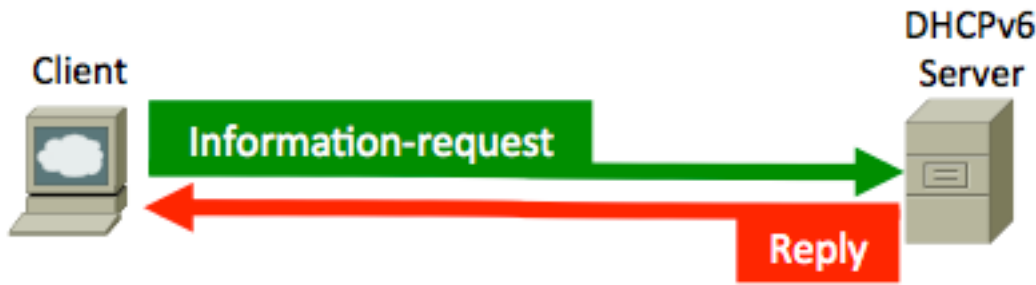 Client
DHCPv6
Server
Information-request
Reply